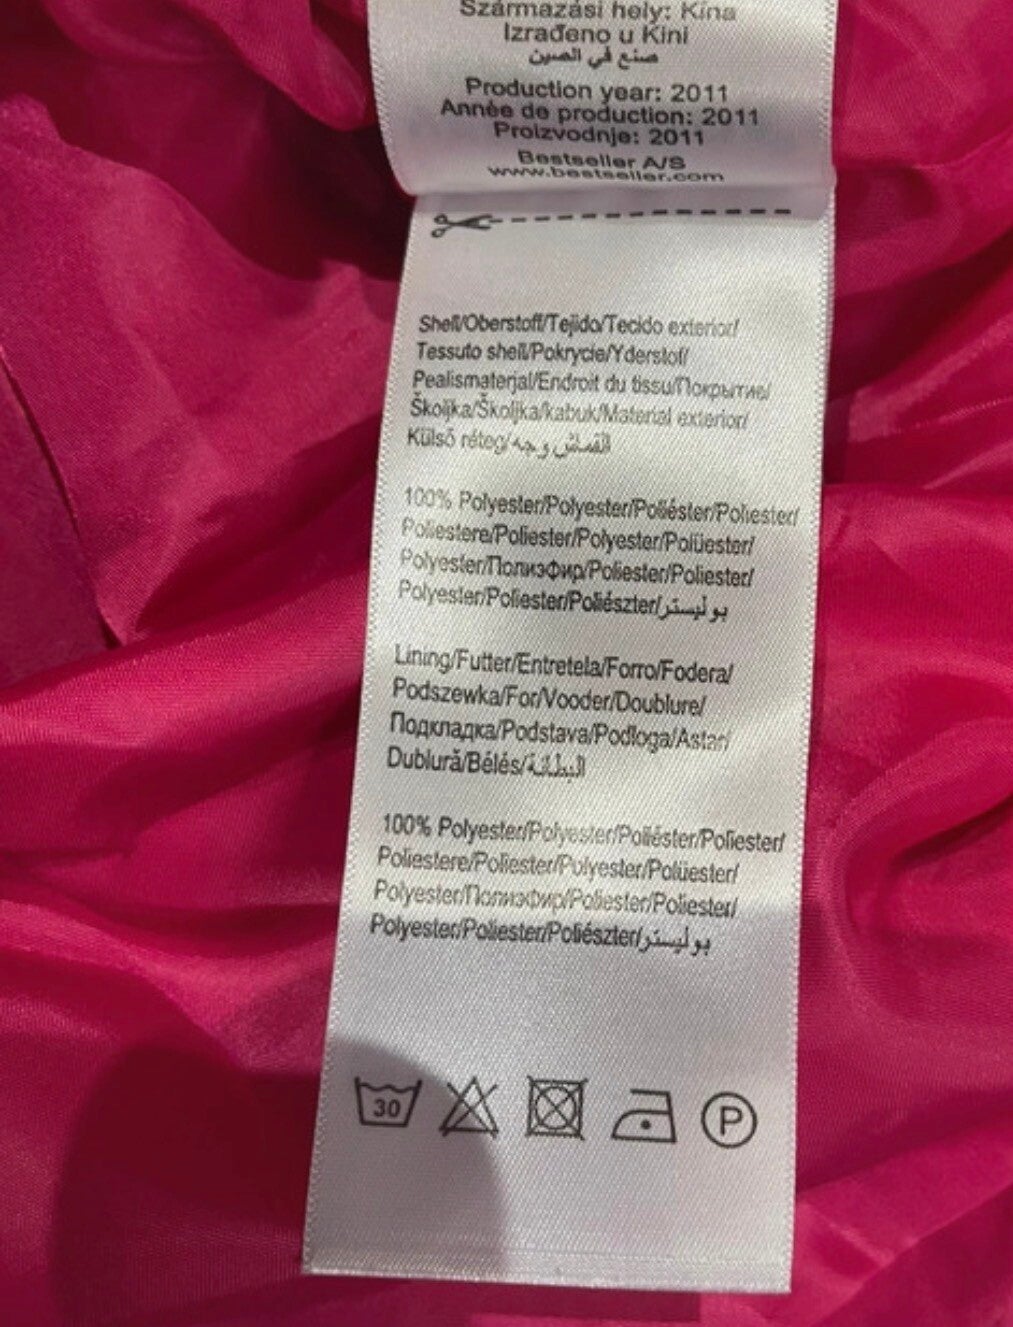 Származási hely: Kína
Izrađeno u Kini
صنع في الصين
Production year: 2011
Année de production: 2011
Proizvodnje: 2011
Bestseller A/S
www.bestseller.com
Shell/Oberstoff/Tejido/Tecido exterior/
Tessuto shell/Pokrycie/Yderstof/
Pealismaterjal/Endroit du tissu/Покрытие/
Školjka/Školjka/kabuk/Material exterior/
Külső réteg/القماش وجه
100% Polyester/Polyester/Poliéster/Poliester/
Poliestere/Poliester/Polyester/Polüester/
Polyester/Полиэфир/Poliester/Poliester/
Polyester/Poliester/Poliészter/بوليستر
Lining/Futter/Entretela/Forro/Fodera/
Podszewka/For/Vooder/Doublure/
Подкладка/Podstava/Podloga/Astar/
Dublură/Bélés/البطانة
100% Polyester/Polyester/Poliéster/Poliester/
Poliestere/Poliester/Polyester/Polüester/
Polyester/Полиэфир/Poliester/Poliester/
Polyester/Poliester/Poliészter/بوليستر
30 P